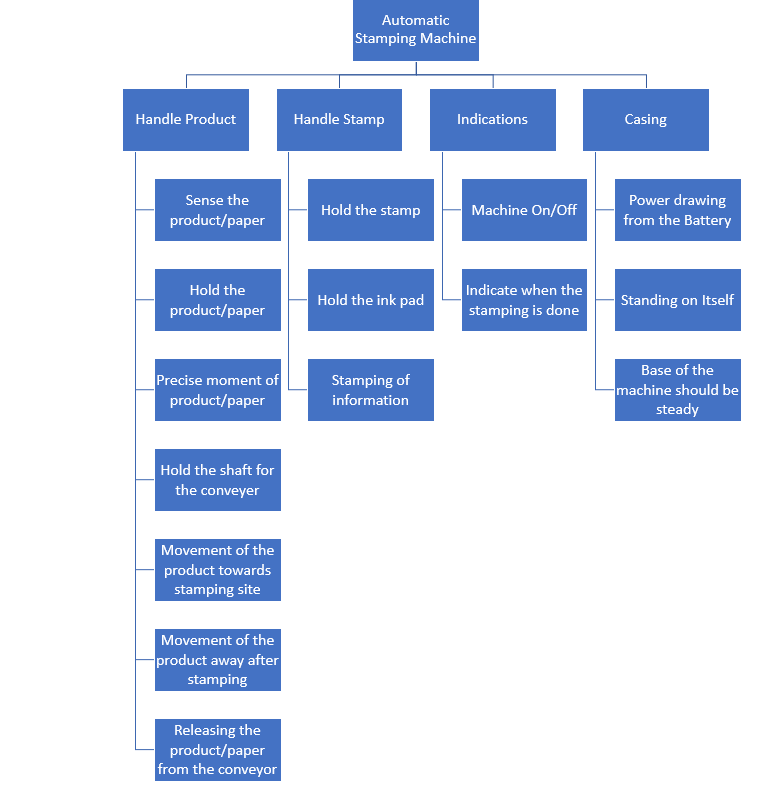 Automatic
Stamping Machine
Handle Product
Handle Stamp
Indications
Casing
Sense the
product/paper
Hold the
product/paper
Precise moment of
product/paper
Hold the shaft for
the conveyer
Movement of the
product towards
stamping site
Movement of the
product away after
stamping
Releasing the
product/paper
from the conveyor
Hold the stamp
Hold the ink pad
Stamping of
information
Machine On/Off
Indicate when the
stamping is done
Power drawing
from the Battery
Standing on Itself
Base of the
machine should be
steady